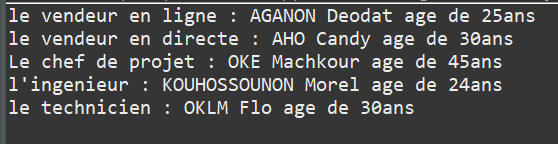 le vendeur en ligne : AGANON Deodat age de 25ans
le vendeur en directe : AHO Candy age de 30ans
Le chef de projet : OKE Machkour age de 45ans
l'ingenieur : KOUHOSSOUNON Morel age de 24ans
le technicien : OKLM Flo age de 30ans